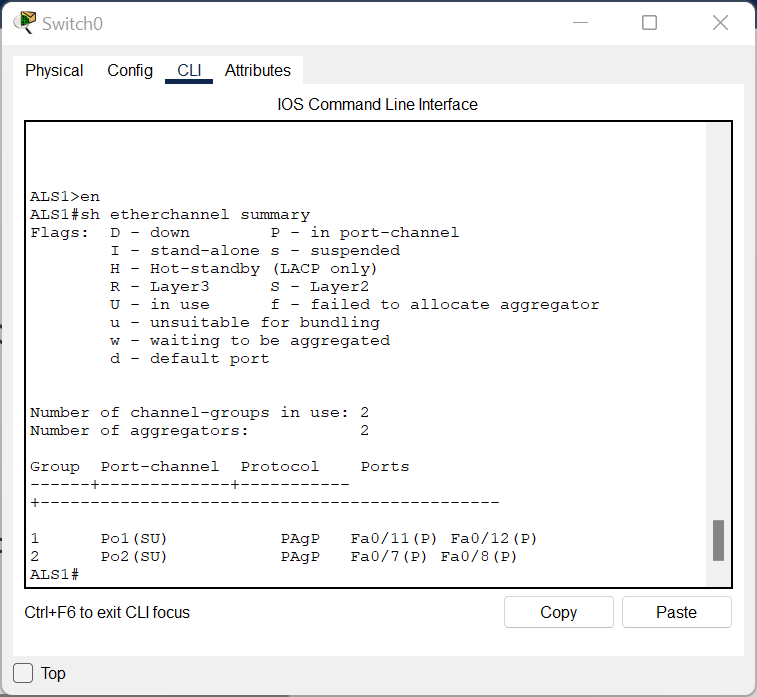 Switch0
Physical Config CLI Attributes
IOS Command Line Interface
ALS1>en
ALS1#sh etherchannel summary
Flags:  D - down        P - in port-channel
        I - stand-alone s - suspended
        H - Hot-standby (LACP only)
        R - Layer3      S - Layer2
        U - in use      f - failed to allocate aggregator
        u - unsuitable for bundling
        w - waiting to be aggregated
        d - default port
Number of channel-groups in use: 2
Number of aggregators:           2
Group  Port-channel  Protocol    Ports
------+-------------+-----------
+----------------------------------------------
1      Po1(SU)           PAgP   Fa0/11(P) Fa0/12(P)
2      Po2(SU)           PAgP   Fa0/7(P) Fa0/8(P)
ALS1#
Ctrl+F6 to exit CLI focus
Copy Paste
Top